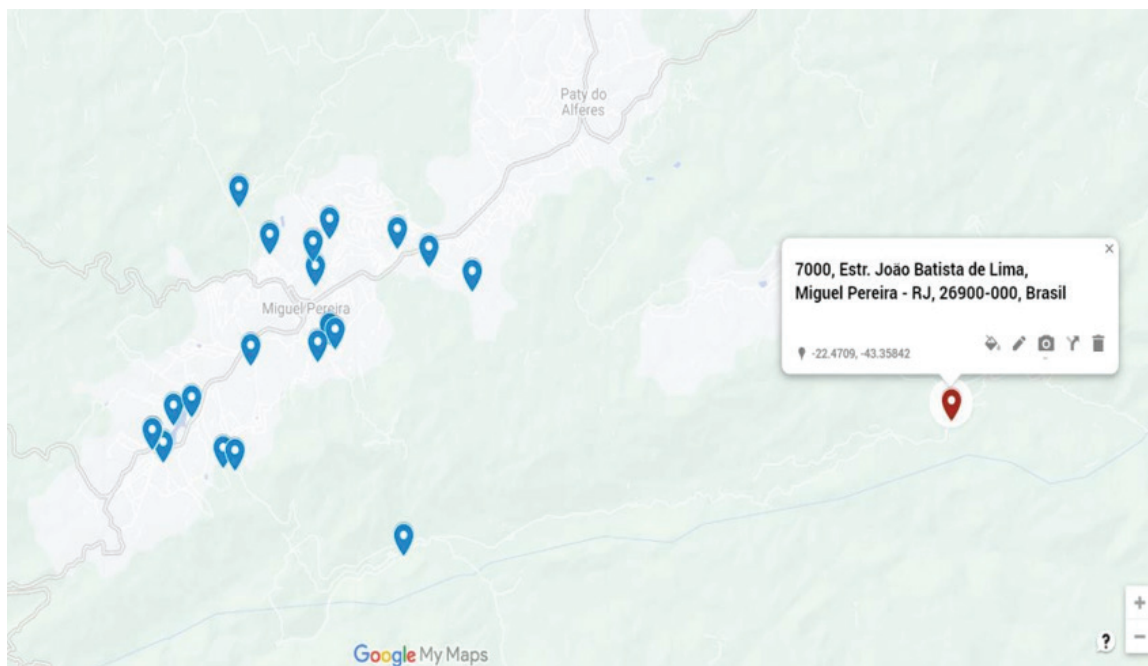 Paty do
Alferes
7000, Estr. João Batista de Lima,
Miguel Pereira - RJ, 26900-000, Brasil
Miguel Pereira
-22.4709, -43.35842
Google My Maps
?
+
−